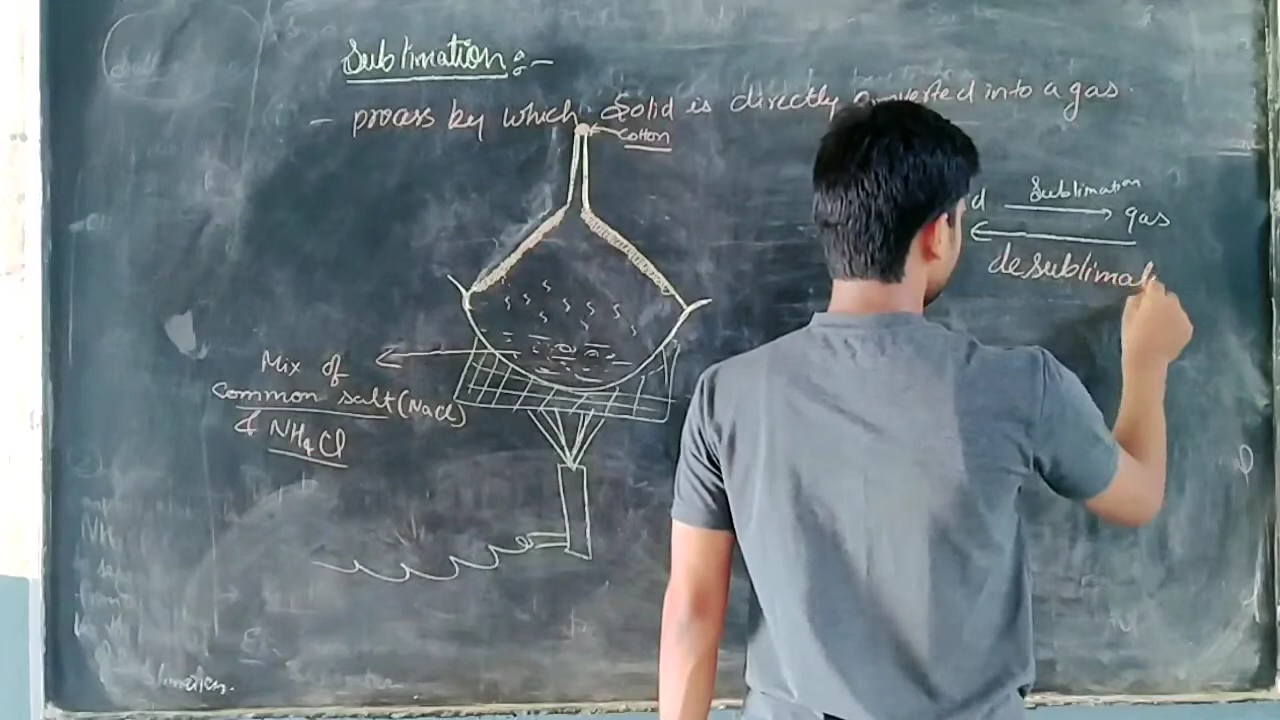 Sublimation :-
- process by which solid is directly converted into a gas.
Cotton
d Sublimation gas
desublimat
Mix of
common salt (NaCl)
& NH4Cl
NH